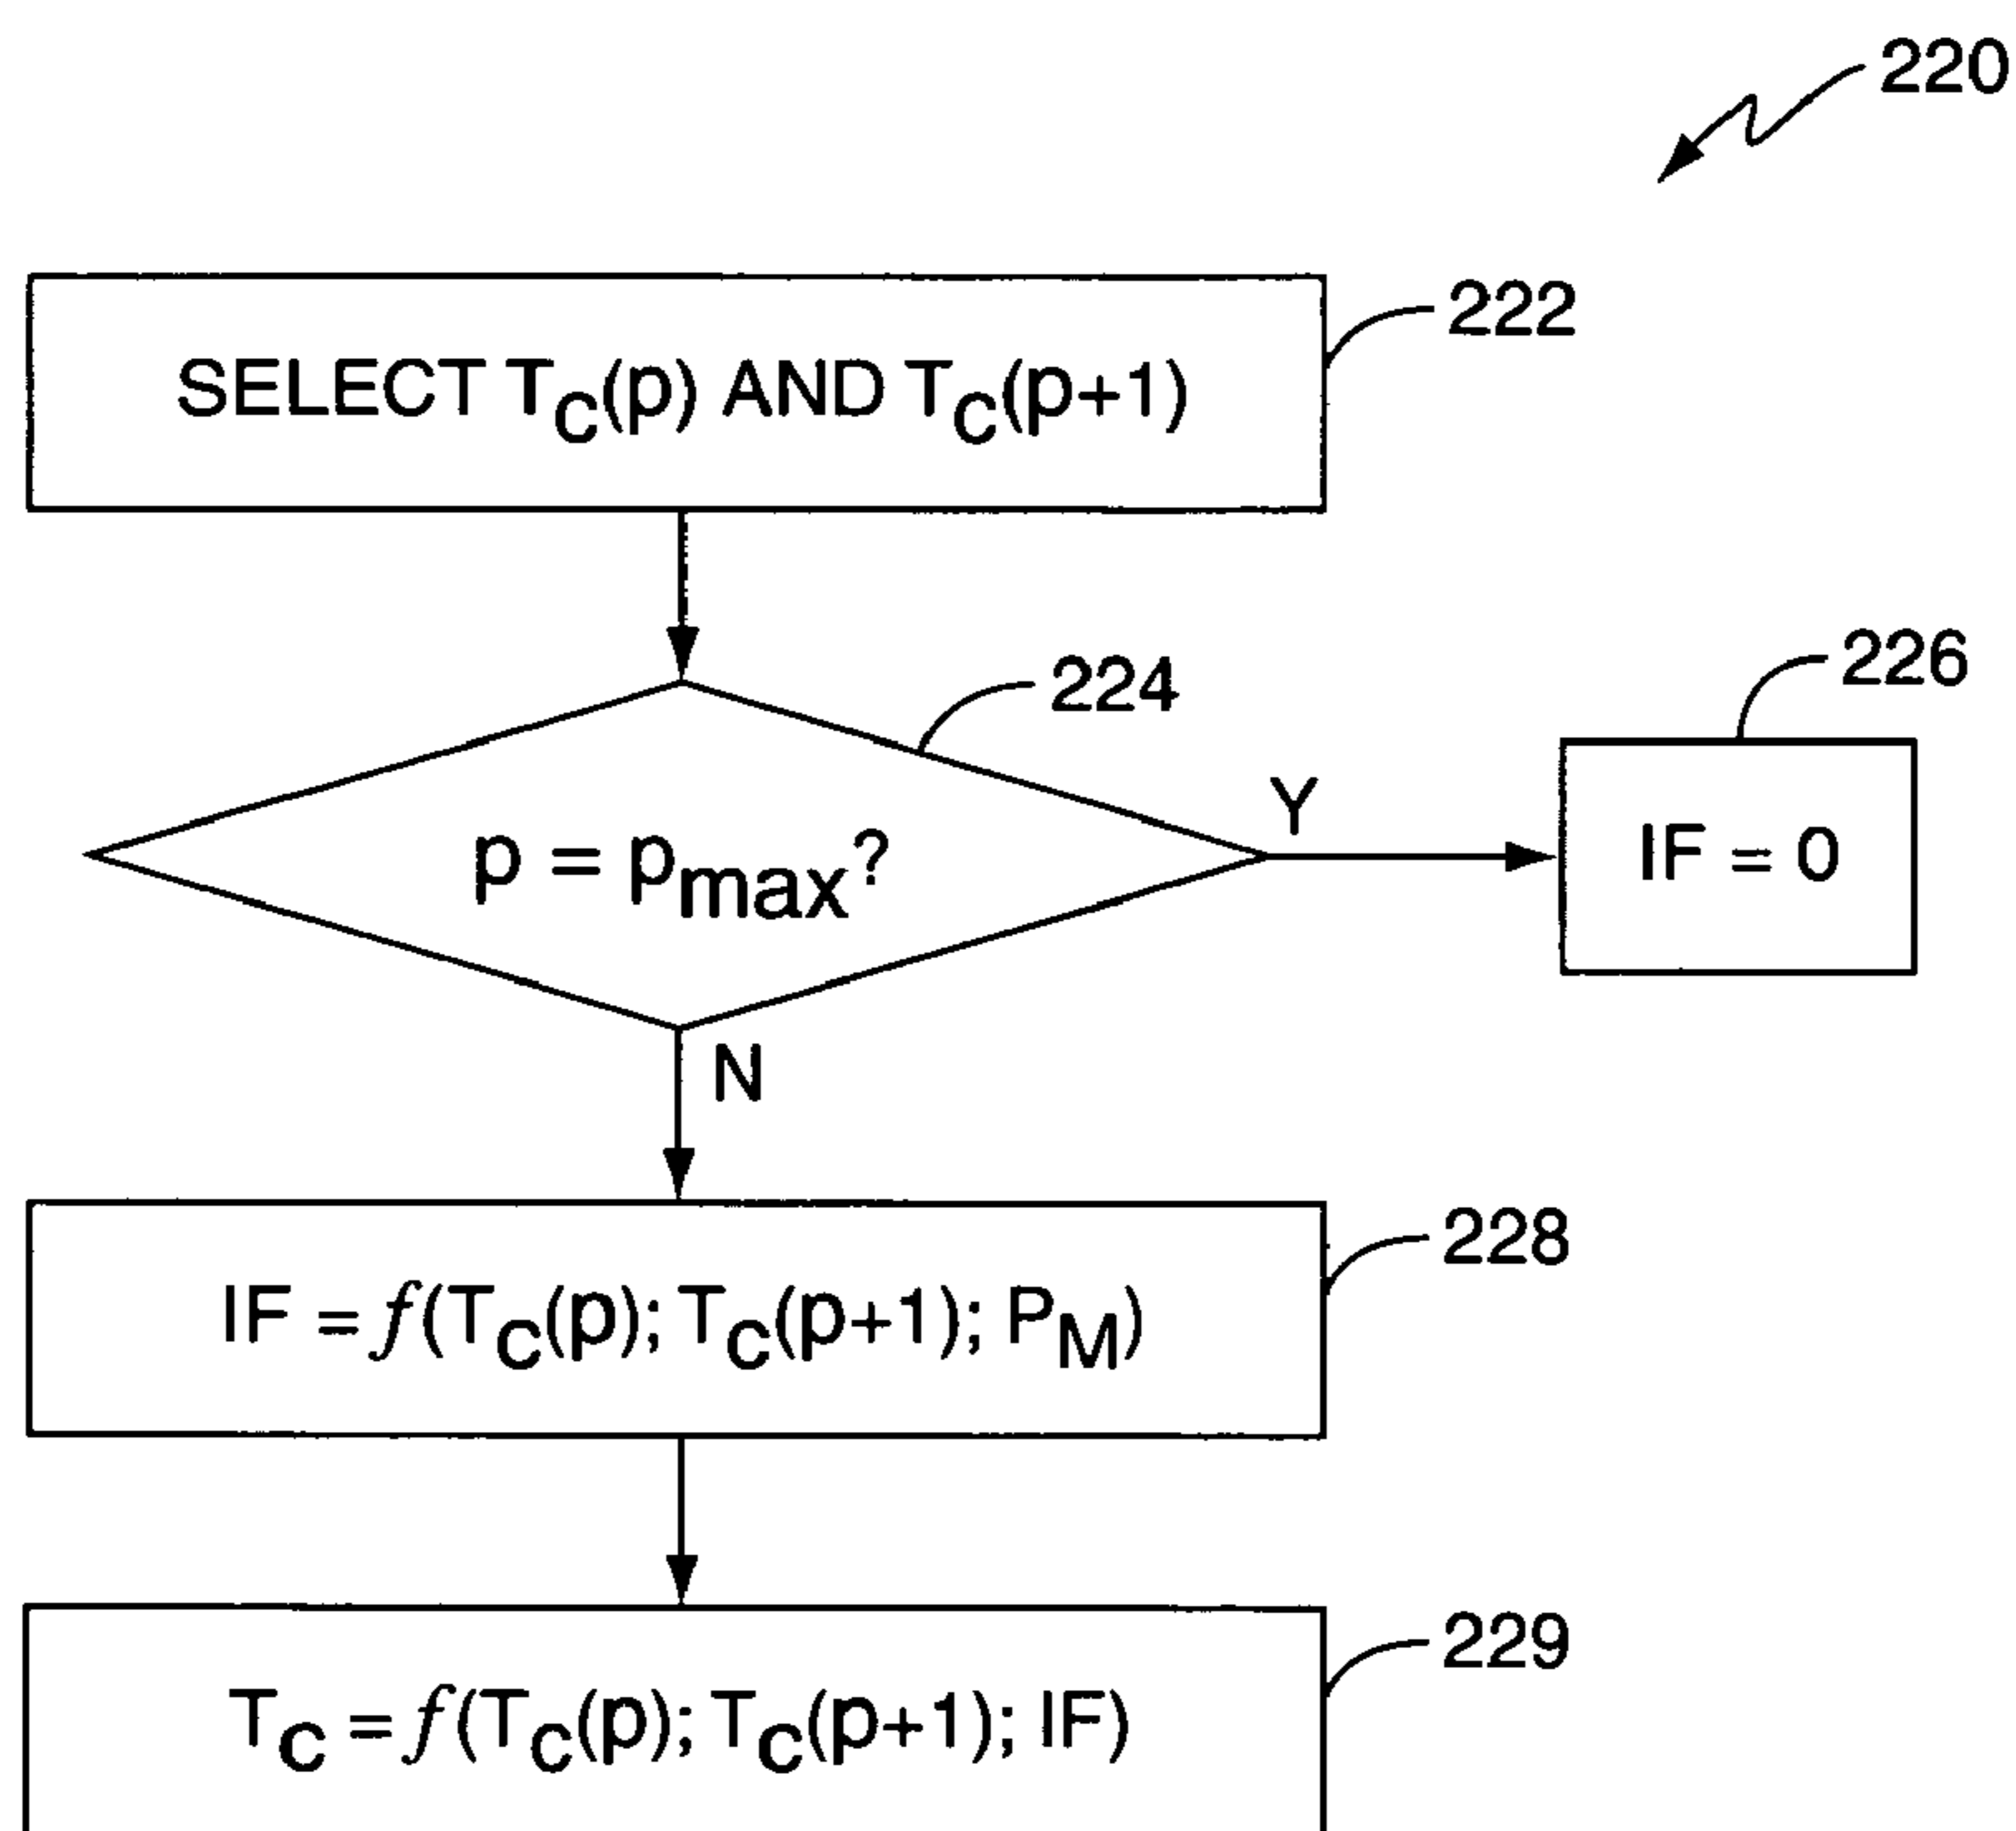 220
222
SELECT T_C(p) AND T_C(p+1)
224
226
p = p_max?
Y
IF = 0
N
228
IF = f(T_C(p); T_C(p+1); P_M)
229
T_C = f(T_C(p); T_C(p+1); IF)